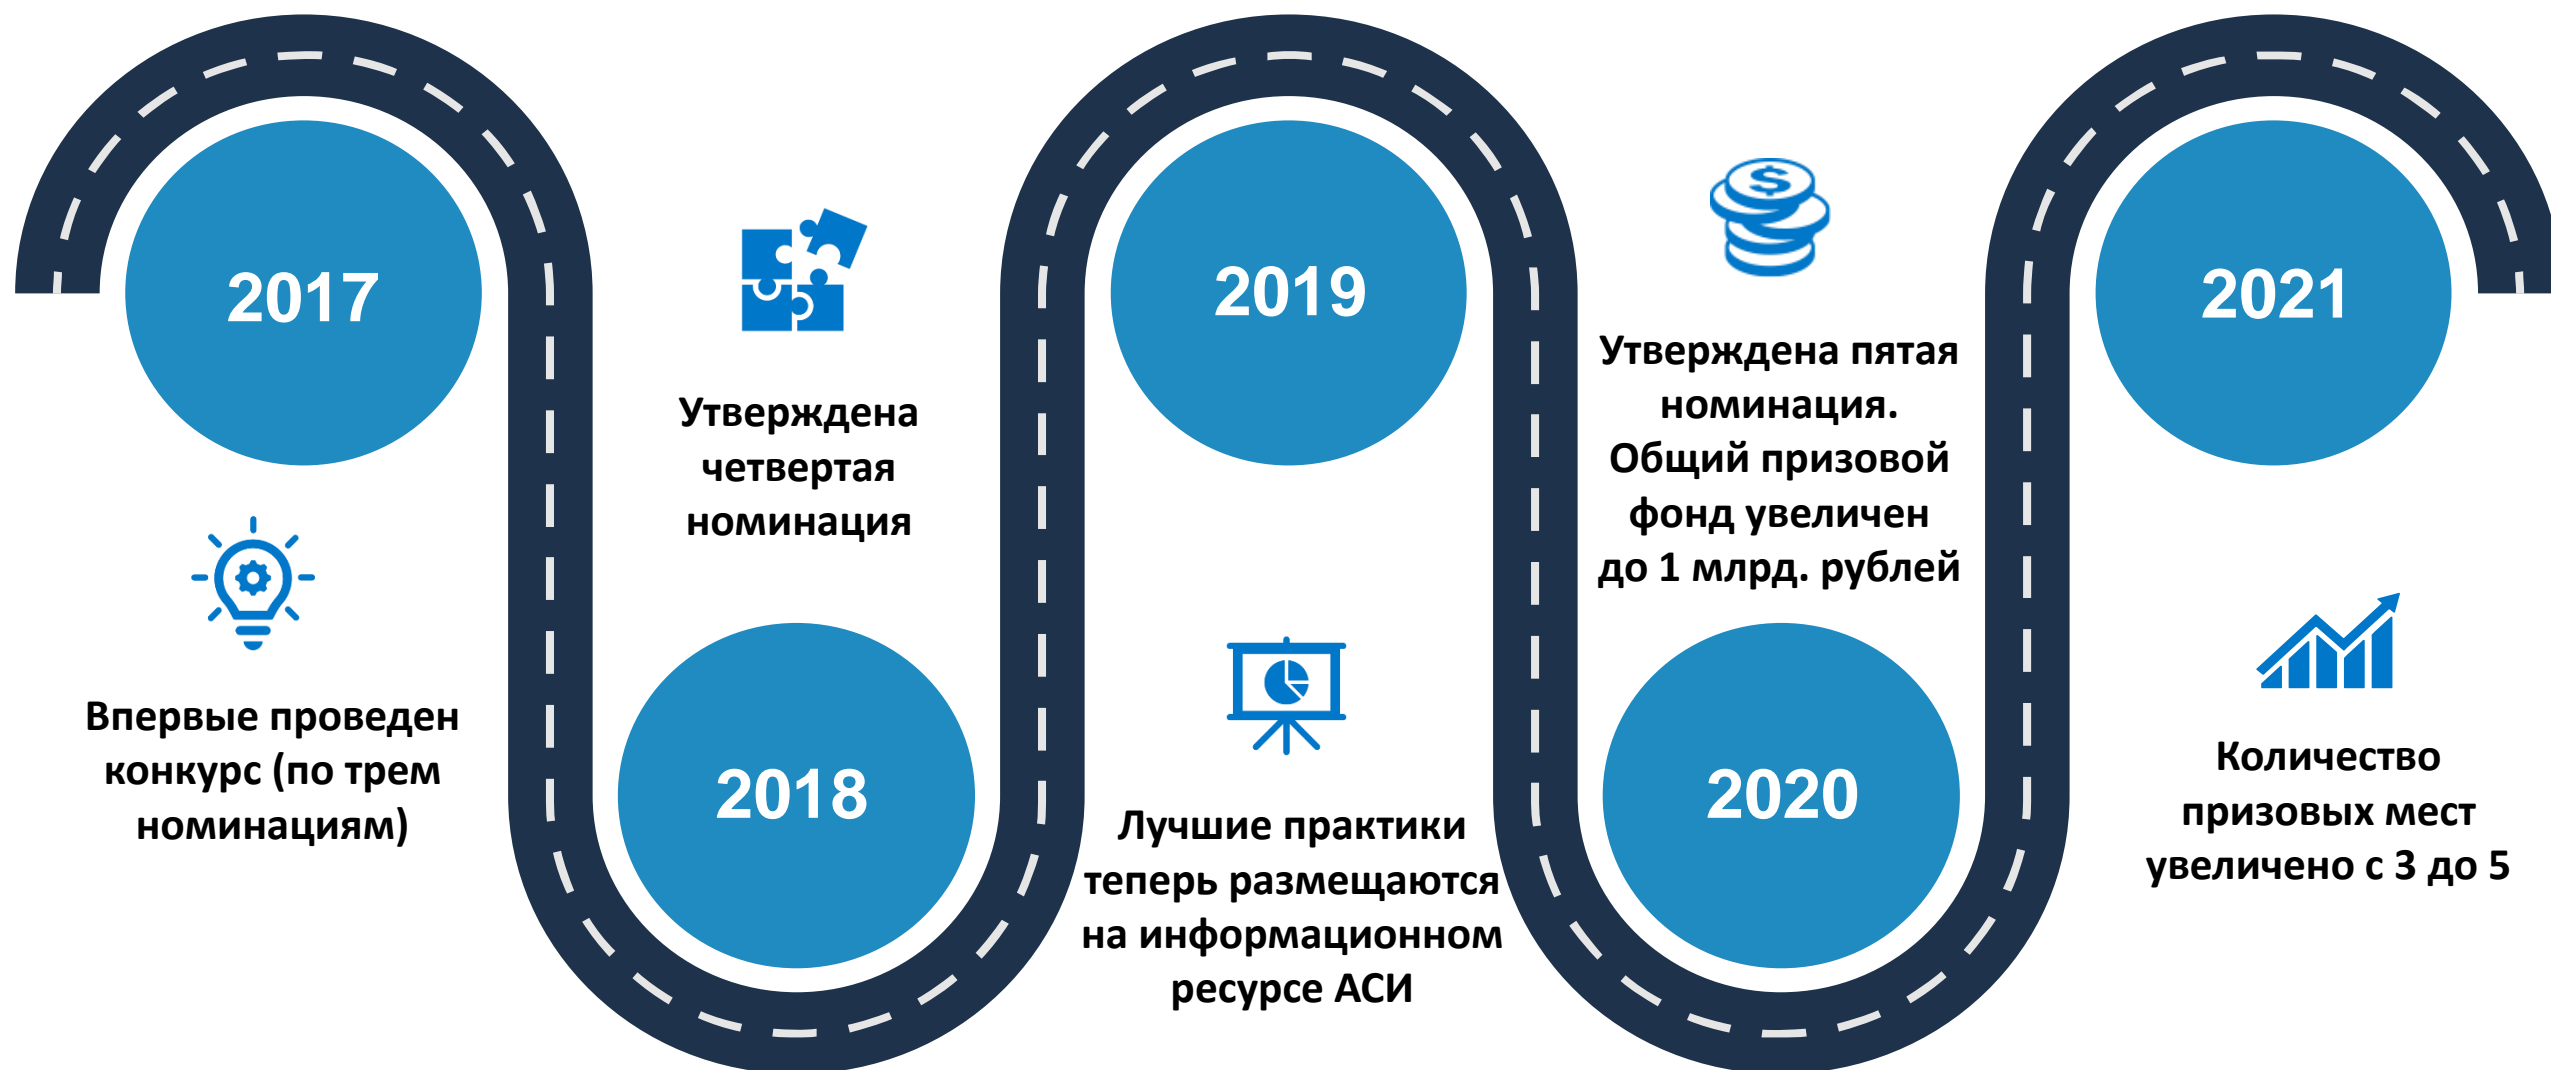 2017
Впервые проведен
конкурс (по трем
номинациям)
Утверждена
четвертая
номинация
2018
2019
Лучшие практики
теперь размещаются
на информационном
ресурсе АСИ
$
Утверждена пятая
номинация.
Общий призовой
фонд увеличен
до 1 млрд. рублей
2020
2021
Количество
призовых мест
увеличено с 3 до 5